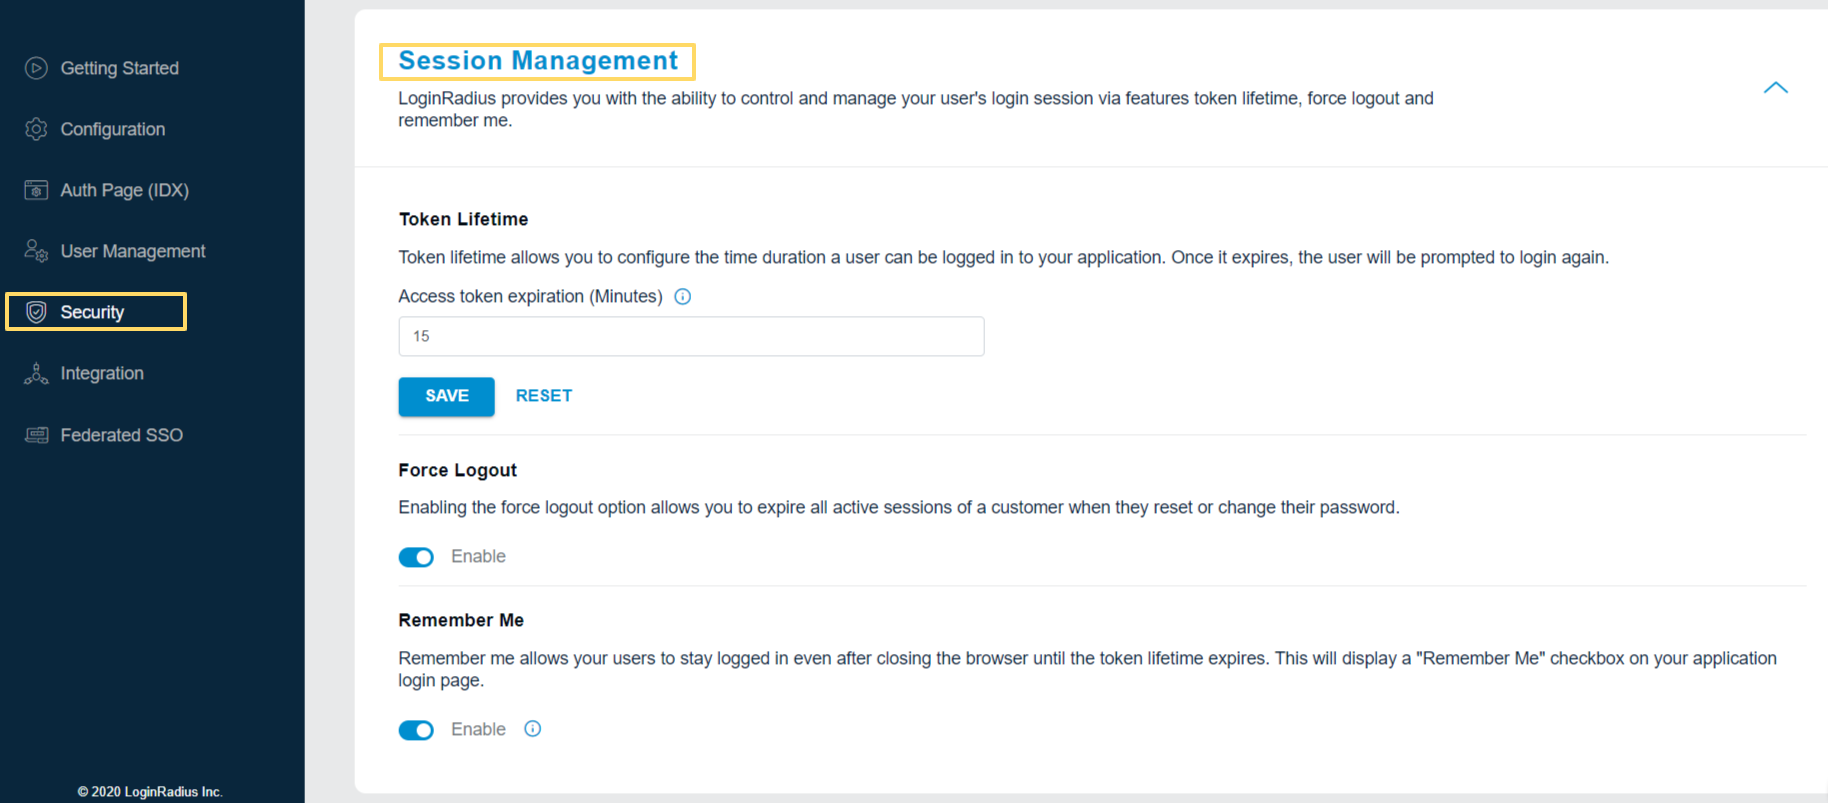 Getting Started
Configuration
Auth Page (IDX)
User Management
Security
Integration
Federated SSO
© 2020 LoginRadius Inc.
Session Management
LoginRadius provides you with the ability to control and manage your user's login session via features token lifetime, force logout and
remember me.
Token Lifetime
Token lifetime allows you to configure the time duration a user can be logged in to your application. Once it expires, the user will be prompted to login again.
Access token expiration (Minutes)
15
SAVE RESET
Force Logout
Enabling the force logout option allows you to expire all active sessions of a customer when they reset or change their password.
Enable
Remember Me
Remember me allows your users to stay logged in even after closing the browser until the token lifetime expires. This will display a "Remember Me" checkbox on your application
login page.
Enable